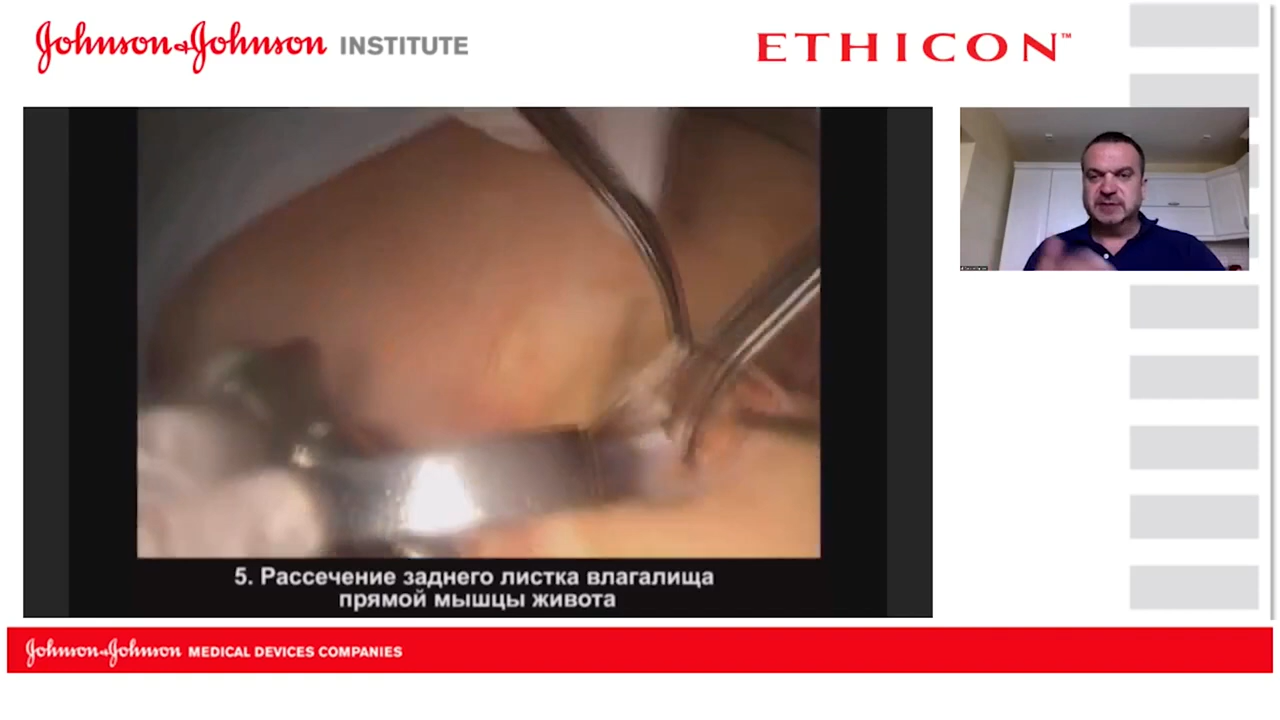 Johnson & Johnson INSTITUTE
ETHICON™
5. Рассечение заднего листка влагалища
прямой мышцы живота
Johnson & Johnson MEDICAL DEVICES COMPANIES